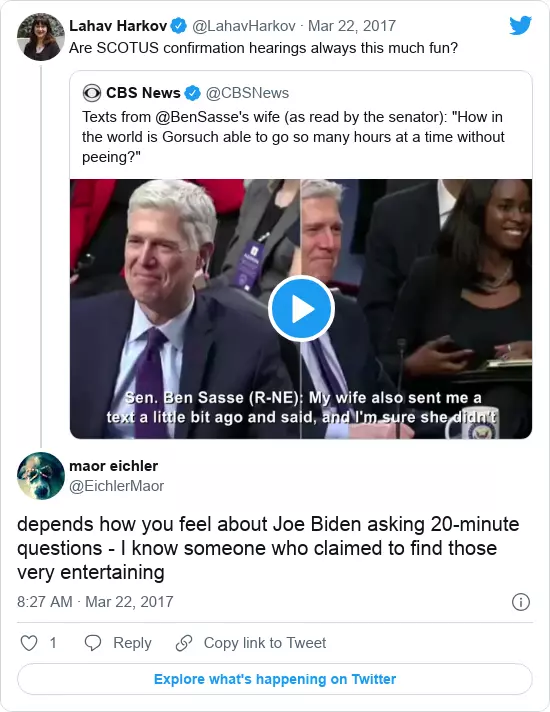 Lahav Harkov @LahavHarkov · Mar 22, 2017
Are SCOTUS confirmation hearings always this much fun?
CBS News @CBSNews
Texts from @BenSasse's wife (as read by the senator): "How in
the world is Gorsuch able to go so many hours at a time without
peeing?"
Sen. Ben Sasse (R-NE): My wife also sent me a
text a little bit ago and said, and I'm sure she didn't
maor eichler
@EichlerMaor
depends how you feel about Joe Biden asking 20-minute
questions - I know someone who claimed to find those
very entertaining
8:27 AM · Mar 22, 2017
1 Reply Copy link to Tweet
Explore what's happening on Twitter